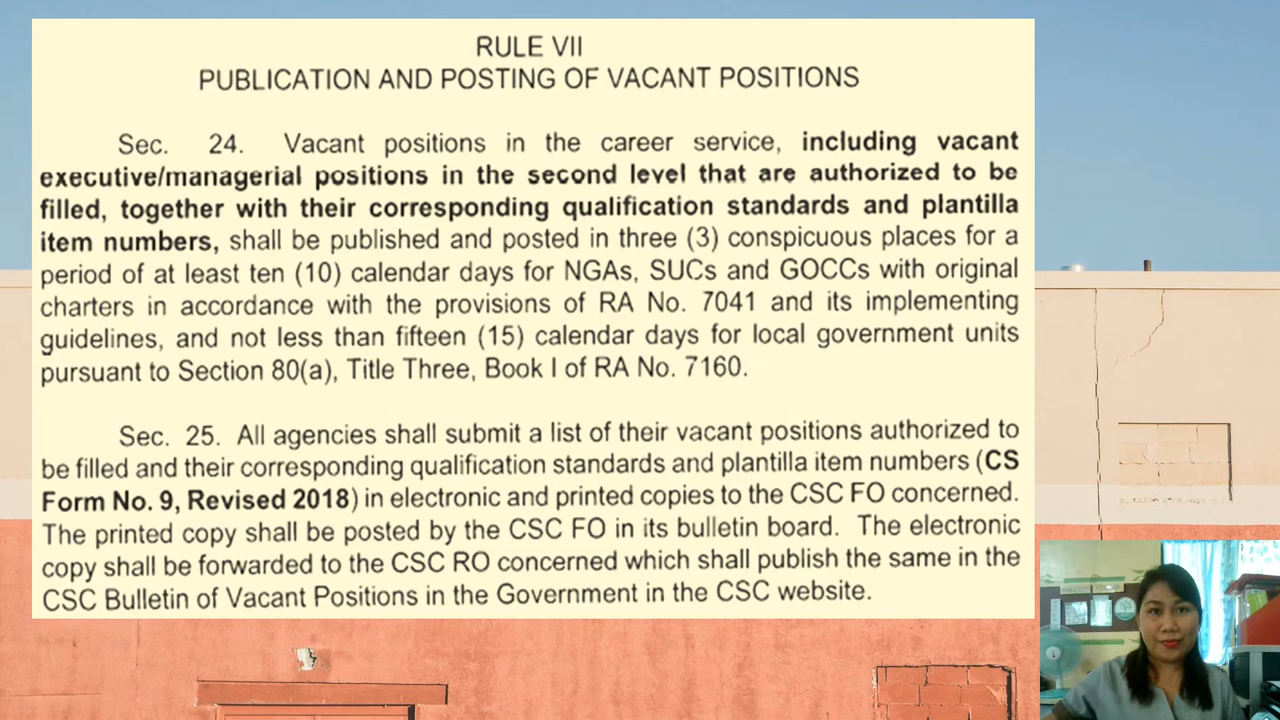 RULE VII
PUBLICATION AND POSTING OF VACANT POSITIONS
Sec. 24. Vacant positions in the career service, including vacant
executive/managerial positions in the second level that are authorized to be
filled, together with their corresponding qualification standards and plantilla
item numbers, shall be published and posted in three (3) conspicuous places for a
period of at least ten (10) calendar days for NGAs, SUCs and GOCCs with original
charters in accordance with the provisions of RA No. 7041 and its implementing
guidelines, and not less than fifteen (15) calendar days for local government units
pursuant to Section 80(a), Title Three, Book I of RA No. 7160.
Sec. 25. All agencies shall submit a list of their vacant positions authorized to
be filled and their corresponding qualification standards and plantilla item numbers (CS
Form No. 9, Revised 2018) in electronic and printed copies to the CSC FO concerned.
The printed copy shall be posted by the CSC FO in its bulletin board. The electronic
copy shall be forwarded to the CSC RO concerned which shall publish the same in the
CSC Bulletin of Vacant Positions in the Government in the CSC website.